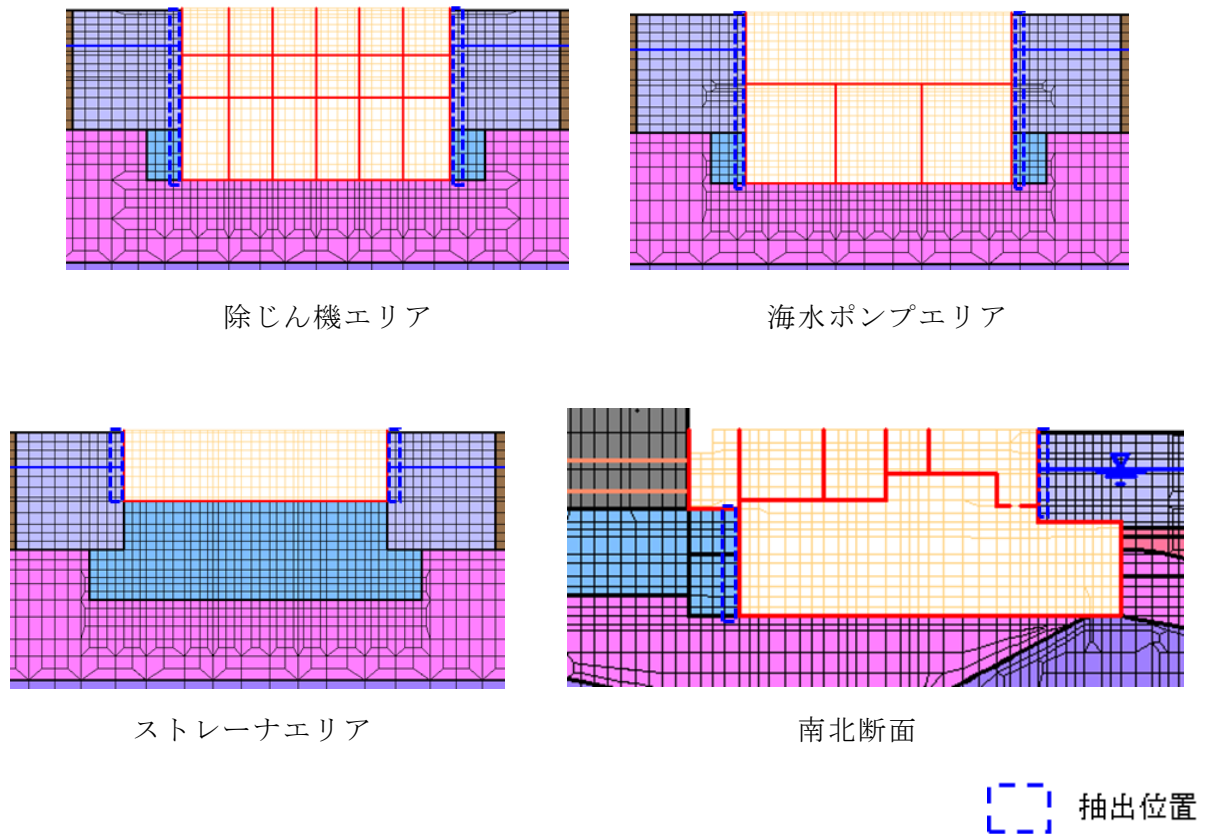 除じん機エリア
海水ポンプエリア
ストレーナエリア
南北断面
抽出位置